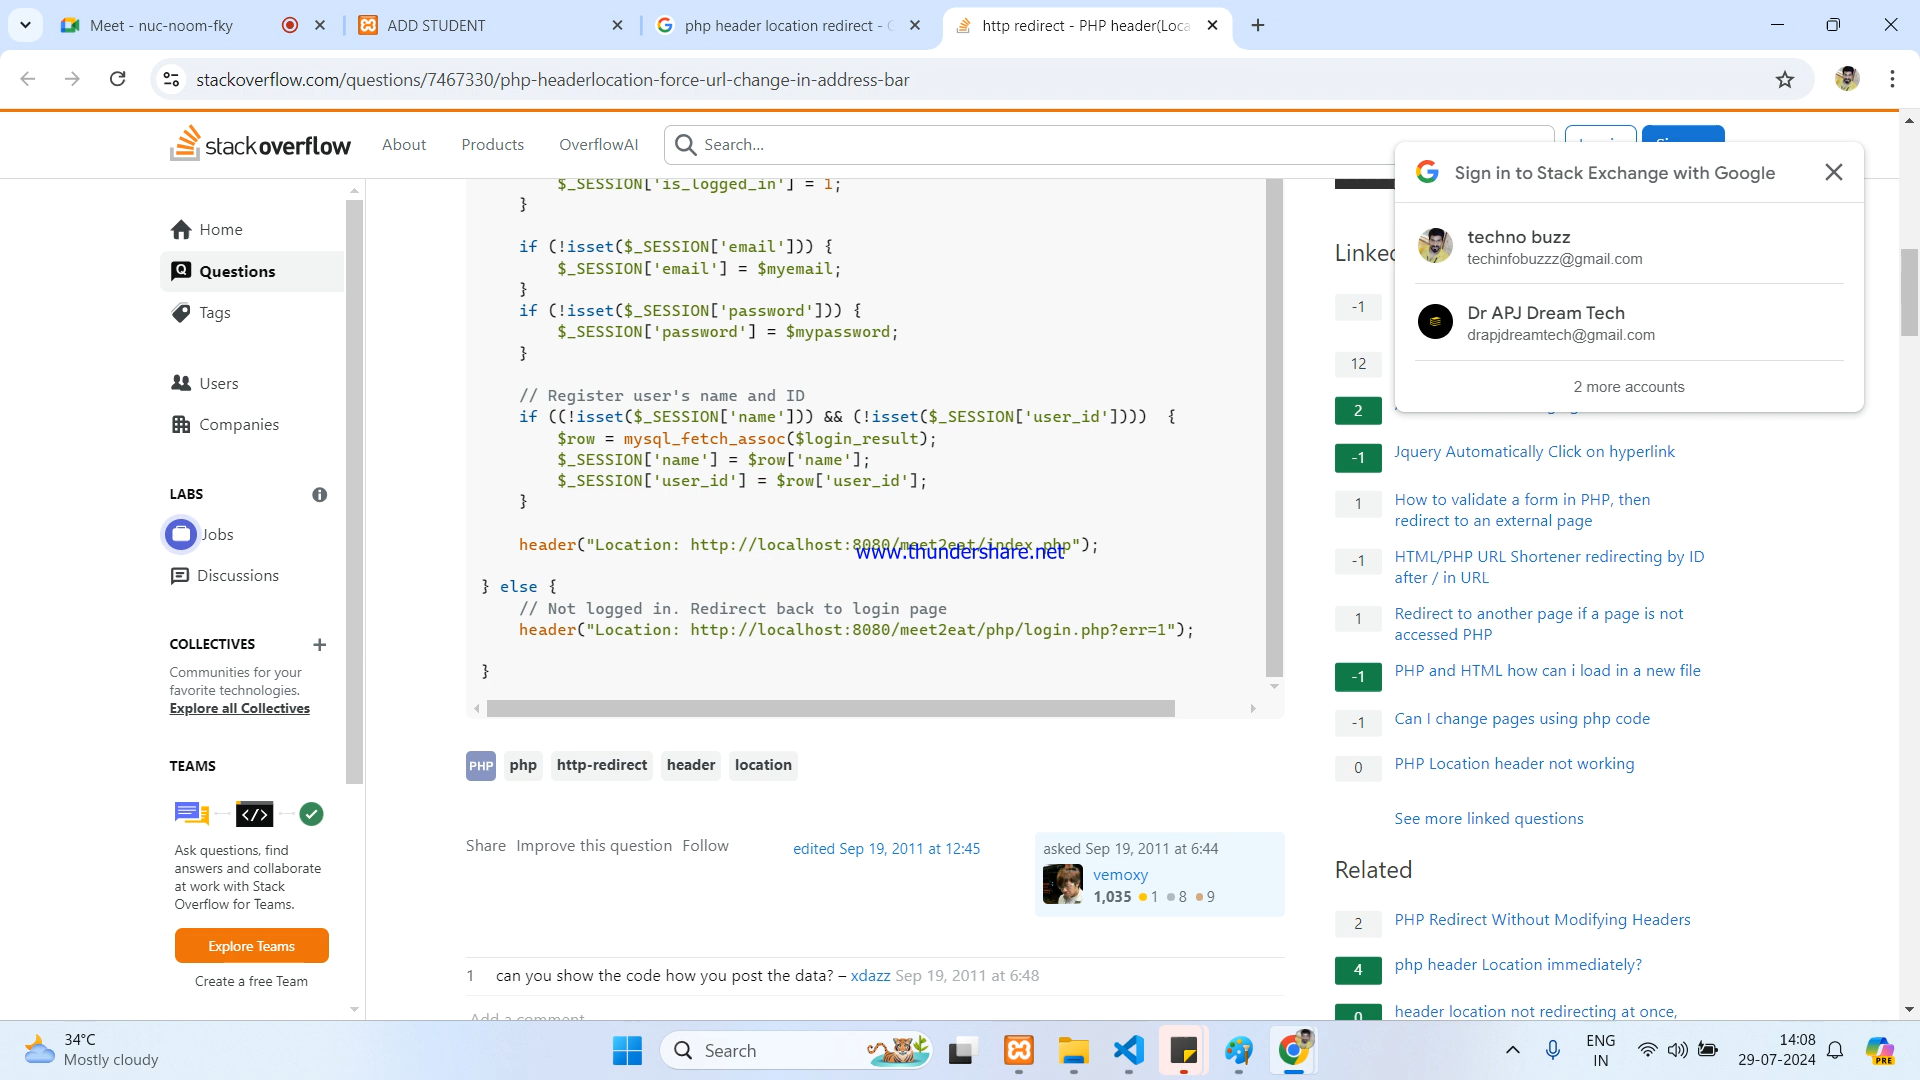 Meet - nuc-noom-fky
ADD STUDENT
php header location redirect -
http redirect - PHP header(Loca
stackoverflow.com/questions/7467330/php-headerlocation-force-url-change-in-address-bar
stackoverflow
About
Products
OverflowAI
Search...
Sign in to Stack Exchange with Google
techno buzz
techinfobuzzz@gmail.com
Dr APJ Dream Tech
drapjdreamtech@gmail.com
2 more accounts
Home
Questions
Tags
Users
Companies
LABS
Jobs
Discussions
COLLECTIVES
Communities for your
favorite technologies.
Explore all Collectives
TEAMS
Ask questions, find
answers and collaborate
at work with Stack
Overflow for Teams.
Explore Teams
Create a free Team
$_SESSION['is_logged_in'] = 1;
}
if (!isset($_SESSION['email'])) {
$_SESSION['email'] = $myemail;
}
if (!isset($_SESSION['password'])) {
$_SESSION['password'] = $mypassword;
}
// Register user's name and ID
if ((!isset($_SESSION['name'])) && (!isset($_SESSION['user_id']))) {
$row = mysql_fetch_assoc($login_result);
$_SESSION['name'] = $row['name'];
$_SESSION['user_id'] = $row['user_id'];
}
header("Location: http://localhost:8080/meet2eat/index.php");
www.thundershare.net
} else {
// Not logged in. Redirect back to login page
header("Location: http://localhost:8080/meet2eat/php/login.php?err=1");
}
PHP
php
http-redirect
header
location
Share Improve this question Follow
edited Sep 19, 2011 at 12:45
asked Sep 19, 2011 at 6:44
vemoxy
1,035 1 8 9
1 can you show the code how you post the data? – xdazz Sep 19, 2011 at 6:48
Add a comment
Linked
-1
12
2
-1 Jquery Automatically Click on hyperlink
1 How to validate a form in PHP, then
redirect to an external page
-1 HTML/PHP URL Shortener redirecting by ID
after / in URL
1 Redirect to another page if a page is not
accessed PHP
-1 PHP and HTML how can i load in a new file
-1 Can I change pages using php code
0 PHP Location header not working
See more linked questions
Related
2 PHP Redirect Without Modifying Headers
4 php header Location immediately?
0 header location not redirecting at once,
34°C
Mostly cloudy
Search
ENG
IN
14:08
29-07-2024
PRE